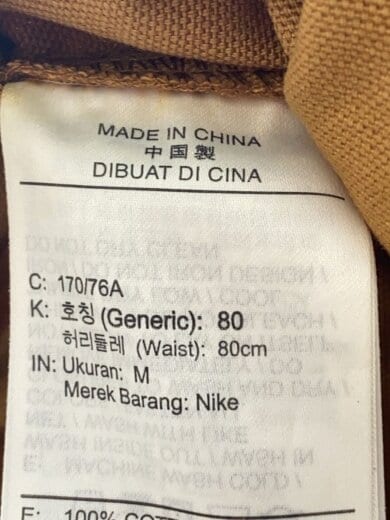 MADE IN CHINA
中国製
DIBUAT DI CINA
C: 170/76A
K: 호칭 (Generic): 80
허리둘레 (Waist): 80cm
IN: Ukuran: M
Merek Barang: Nike
E: 100%